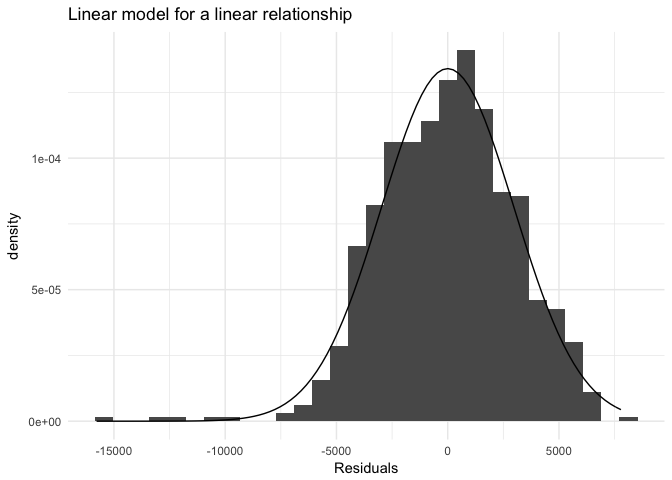 Linear model for a linear relationship
density
1e-04
5e-05
0e+00
-15000 -10000 -5000 0 5000
Residuals